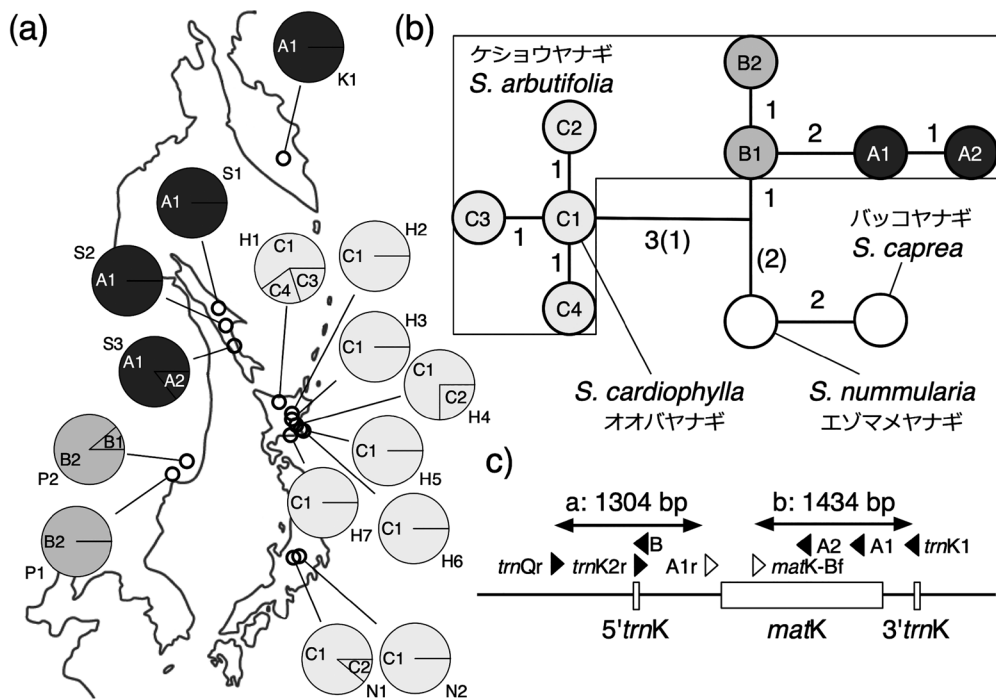 (a)
A1
K1
S1
A1
S2
A1
S3
A1
A2
H1
C1
C4
C3
H2
C1
H3
C1
C1
C2
H4
C1
H5
C1
H6
C1
H7
B1
B2
P2
B2
P1
C1
C2
N1
C1
N2
(b)
ケショウヤナギ
S. arbutifolia
B2
1
C2
B1
2
A1
1
A2
1
1
C3
1
C1
3(1)
バッコヤナギ
S. caprea
1
(2)
C4
2
S. cardiophylla
オオバヤナギ
S. nummularia
エゾマメヤナギ
c)
a: 1304 bp
b: 1434 bp
B
A2
A1
trnK1
trnQr
trnK2r
A1r
matK-Bf
5'trnK
matK
3'trnK